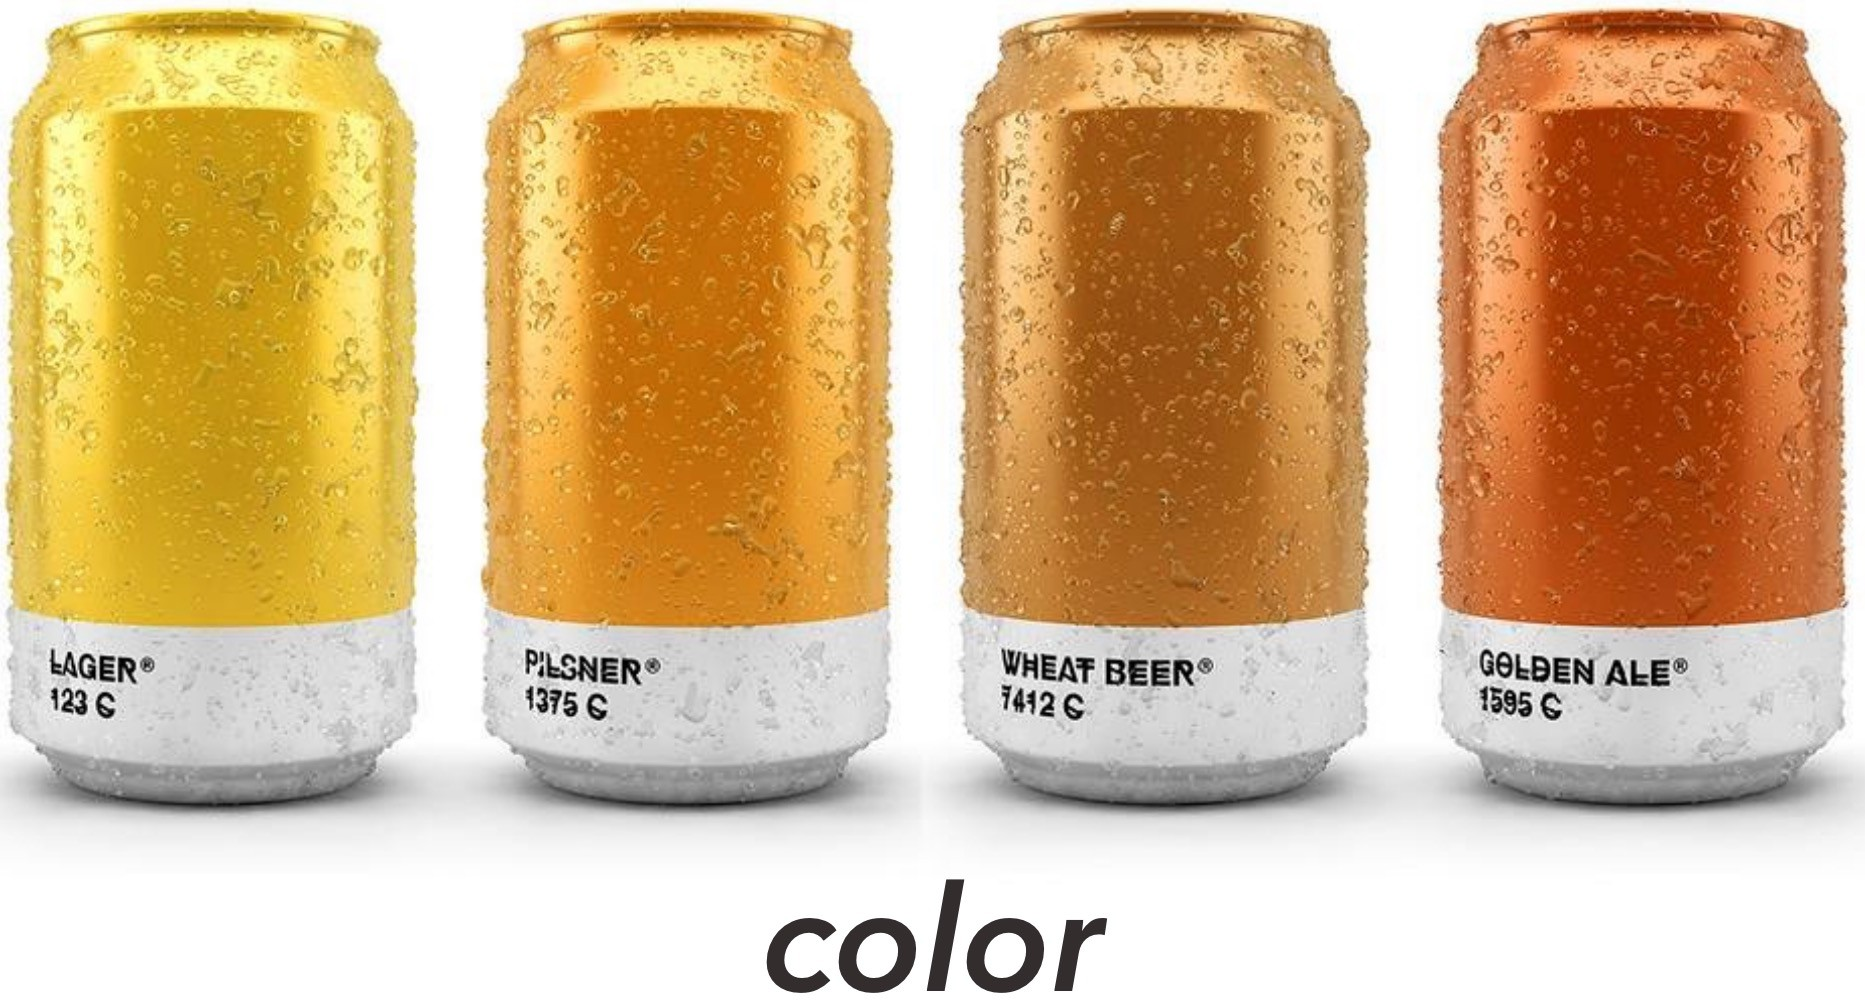 LAGER®
123 C
PILSNER®
1375 C
WHEAT BEER®
7412 C
GOLDEN ALE®
1595 C
color